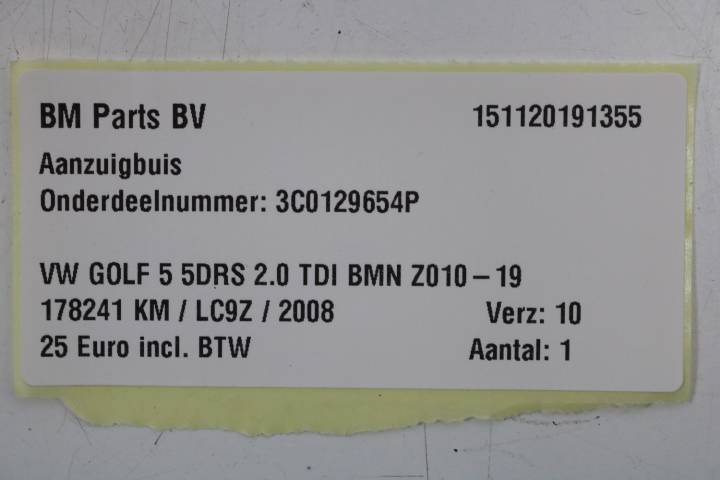 BM Parts BV 151120191355
Aanzuigbuis
Onderdeelnummer: 3C0129654P
VW GOLF 5 5DRS 2.0 TDI BMN Z010-19
178241 KM / LC9Z / 2008 Verz: 10
25 Euro incl. BTW Aantal: 1